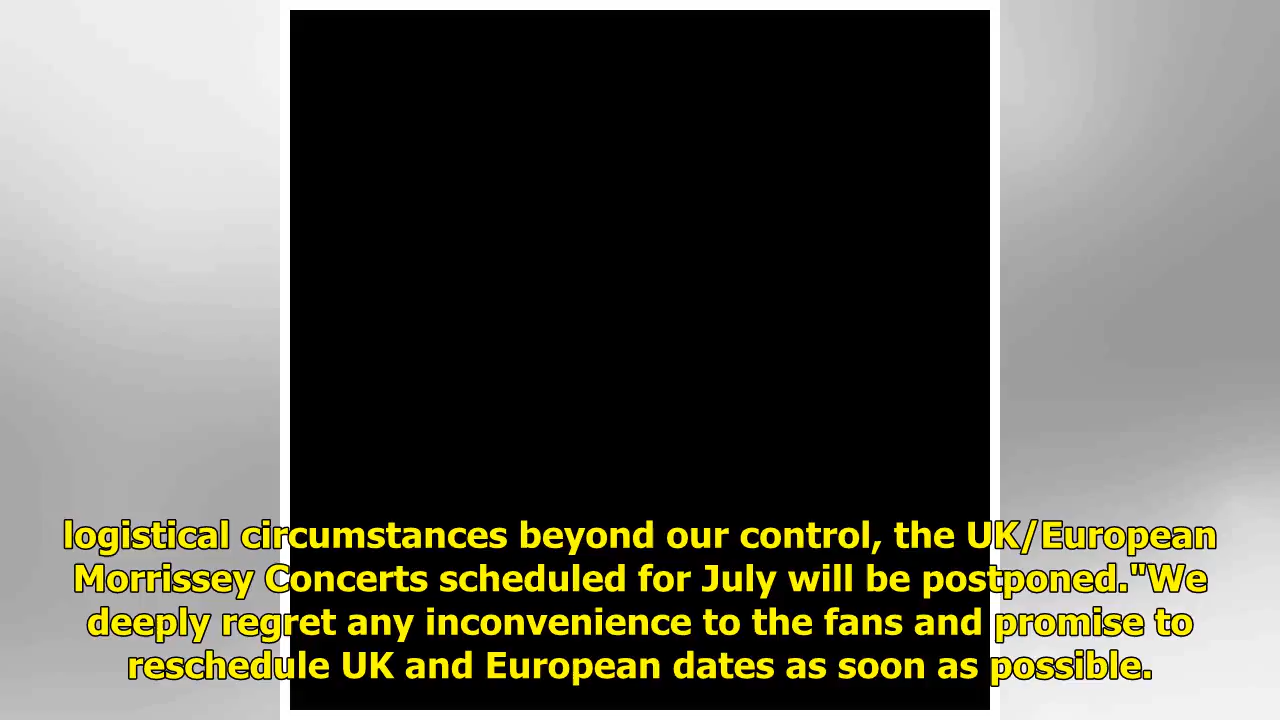 logistical circumstances beyond our control, the UK/European
Morrissey Concerts scheduled for July will be postponed."We
deeply regret any inconvenience to the fans and promise to
reschedule UK and European dates as soon as possible.